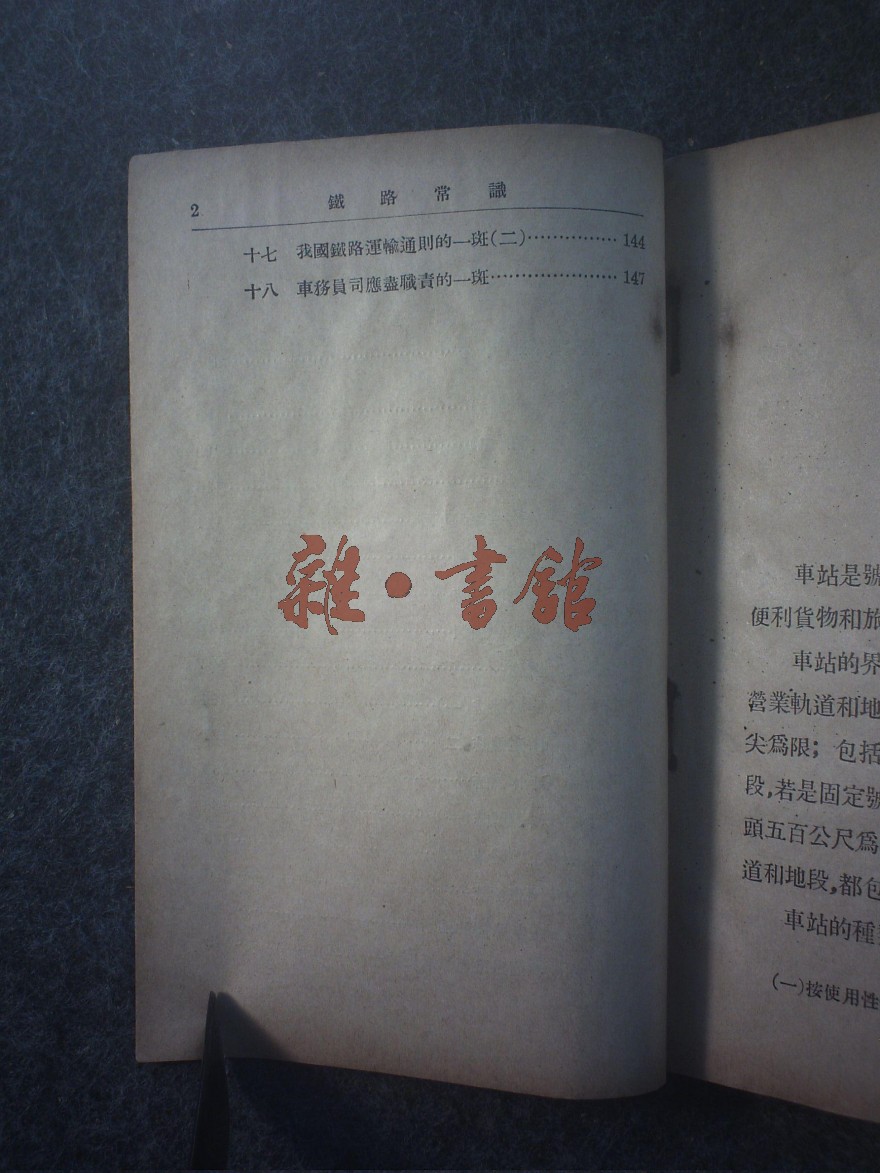 2 鐵路常識
十七 我國鐵路運輸通則的一斑(二)··············· 144
十八 車務員司應盡職責的一斑····················· 147
雜·書館
車站是號
便利貨物和旅
車站的界
營業軌道和地
尖爲限；包括
段，若是固定號
頭五百公尺爲
道和地段，都包
車站的種
(一)按使用性